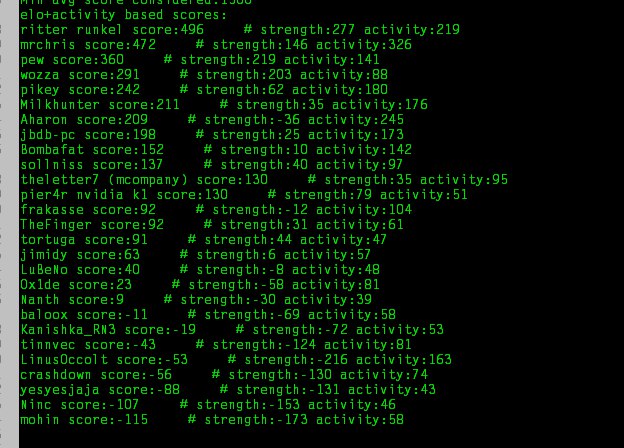 Min avg score considered:1500
elo+activity based scores:
ritter runkel score:496 # strength:277 activity:219
mrchris score:472 # strength:146 activity:326
pew score:360 # strength:219 activity:141
wozza score:291 # strength:203 activity:88
pikey score:242 # strength:62 activity:180
Milkhunter score:211 # strength:35 activity:176
Aharon score:209 # strength:-36 activity:245
jbdb-pc score:198 # strength:25 activity:173
Bombafat score:152 # strength:10 activity:142
sollniss score:137 # strength:40 activity:97
theletter7 (mcompany) score:130 # strength:35 activity:95
pier4r nvidia k1 score:130 # strength:79 activity:51
frakasse score:92 # strength:-12 activity:104
TheFinger score:92 # strength:31 activity:61
tortuga score:91 # strength:44 activity:47
jimidy score:63 # strength:6 activity:57
LuBeNo score:40 # strength:-8 activity:48
Ox1de score:23 # strength:-58 activity:81
Nanth score:9 # strength:-30 activity:39
baloox score:-11 # strength:-69 activity:58
Kanishka_RN3 score:-19 # strength:-72 activity:53
tinnvec score:-43 # strength:-124 activity:81
LinusOccolt score:-53 # strength:-216 activity:163
crashdown score:-56 # strength:-130 activity:74
yesyesjaja score:-88 # strength:-131 activity:43
Ninc score:-107 # strength:-153 activity:46
mohin score:-115 # strength:-173 activity:58